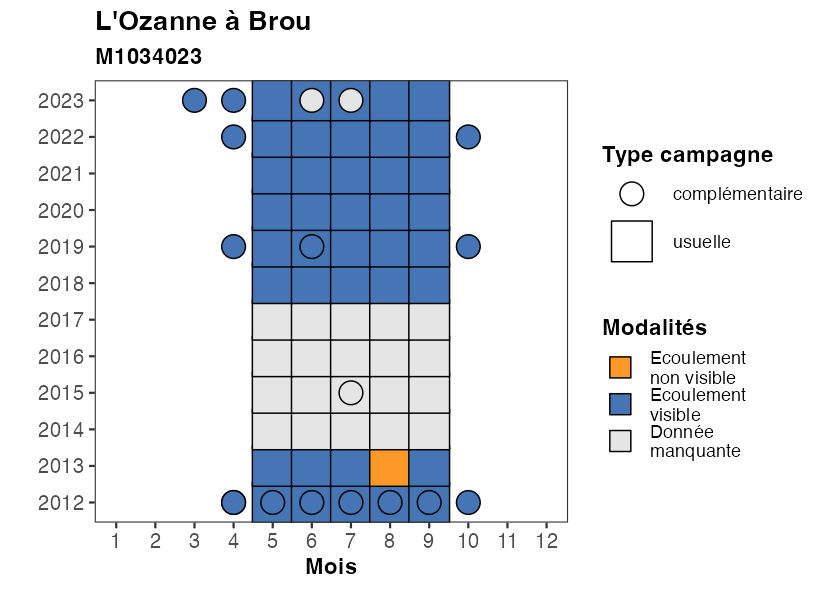 L'Ozanne à Brou
M1034023
2023
2022
2021
2020
2019
2018
2017
2016
2015
2014
2013
2012
1 2 3 4 5 6 7 8 9 10 11 12
Mois
Type campagne
complémentaire
usuelle
Modalités
Ecoulement
non visible
Ecoulement
visible
Donnée
manquante